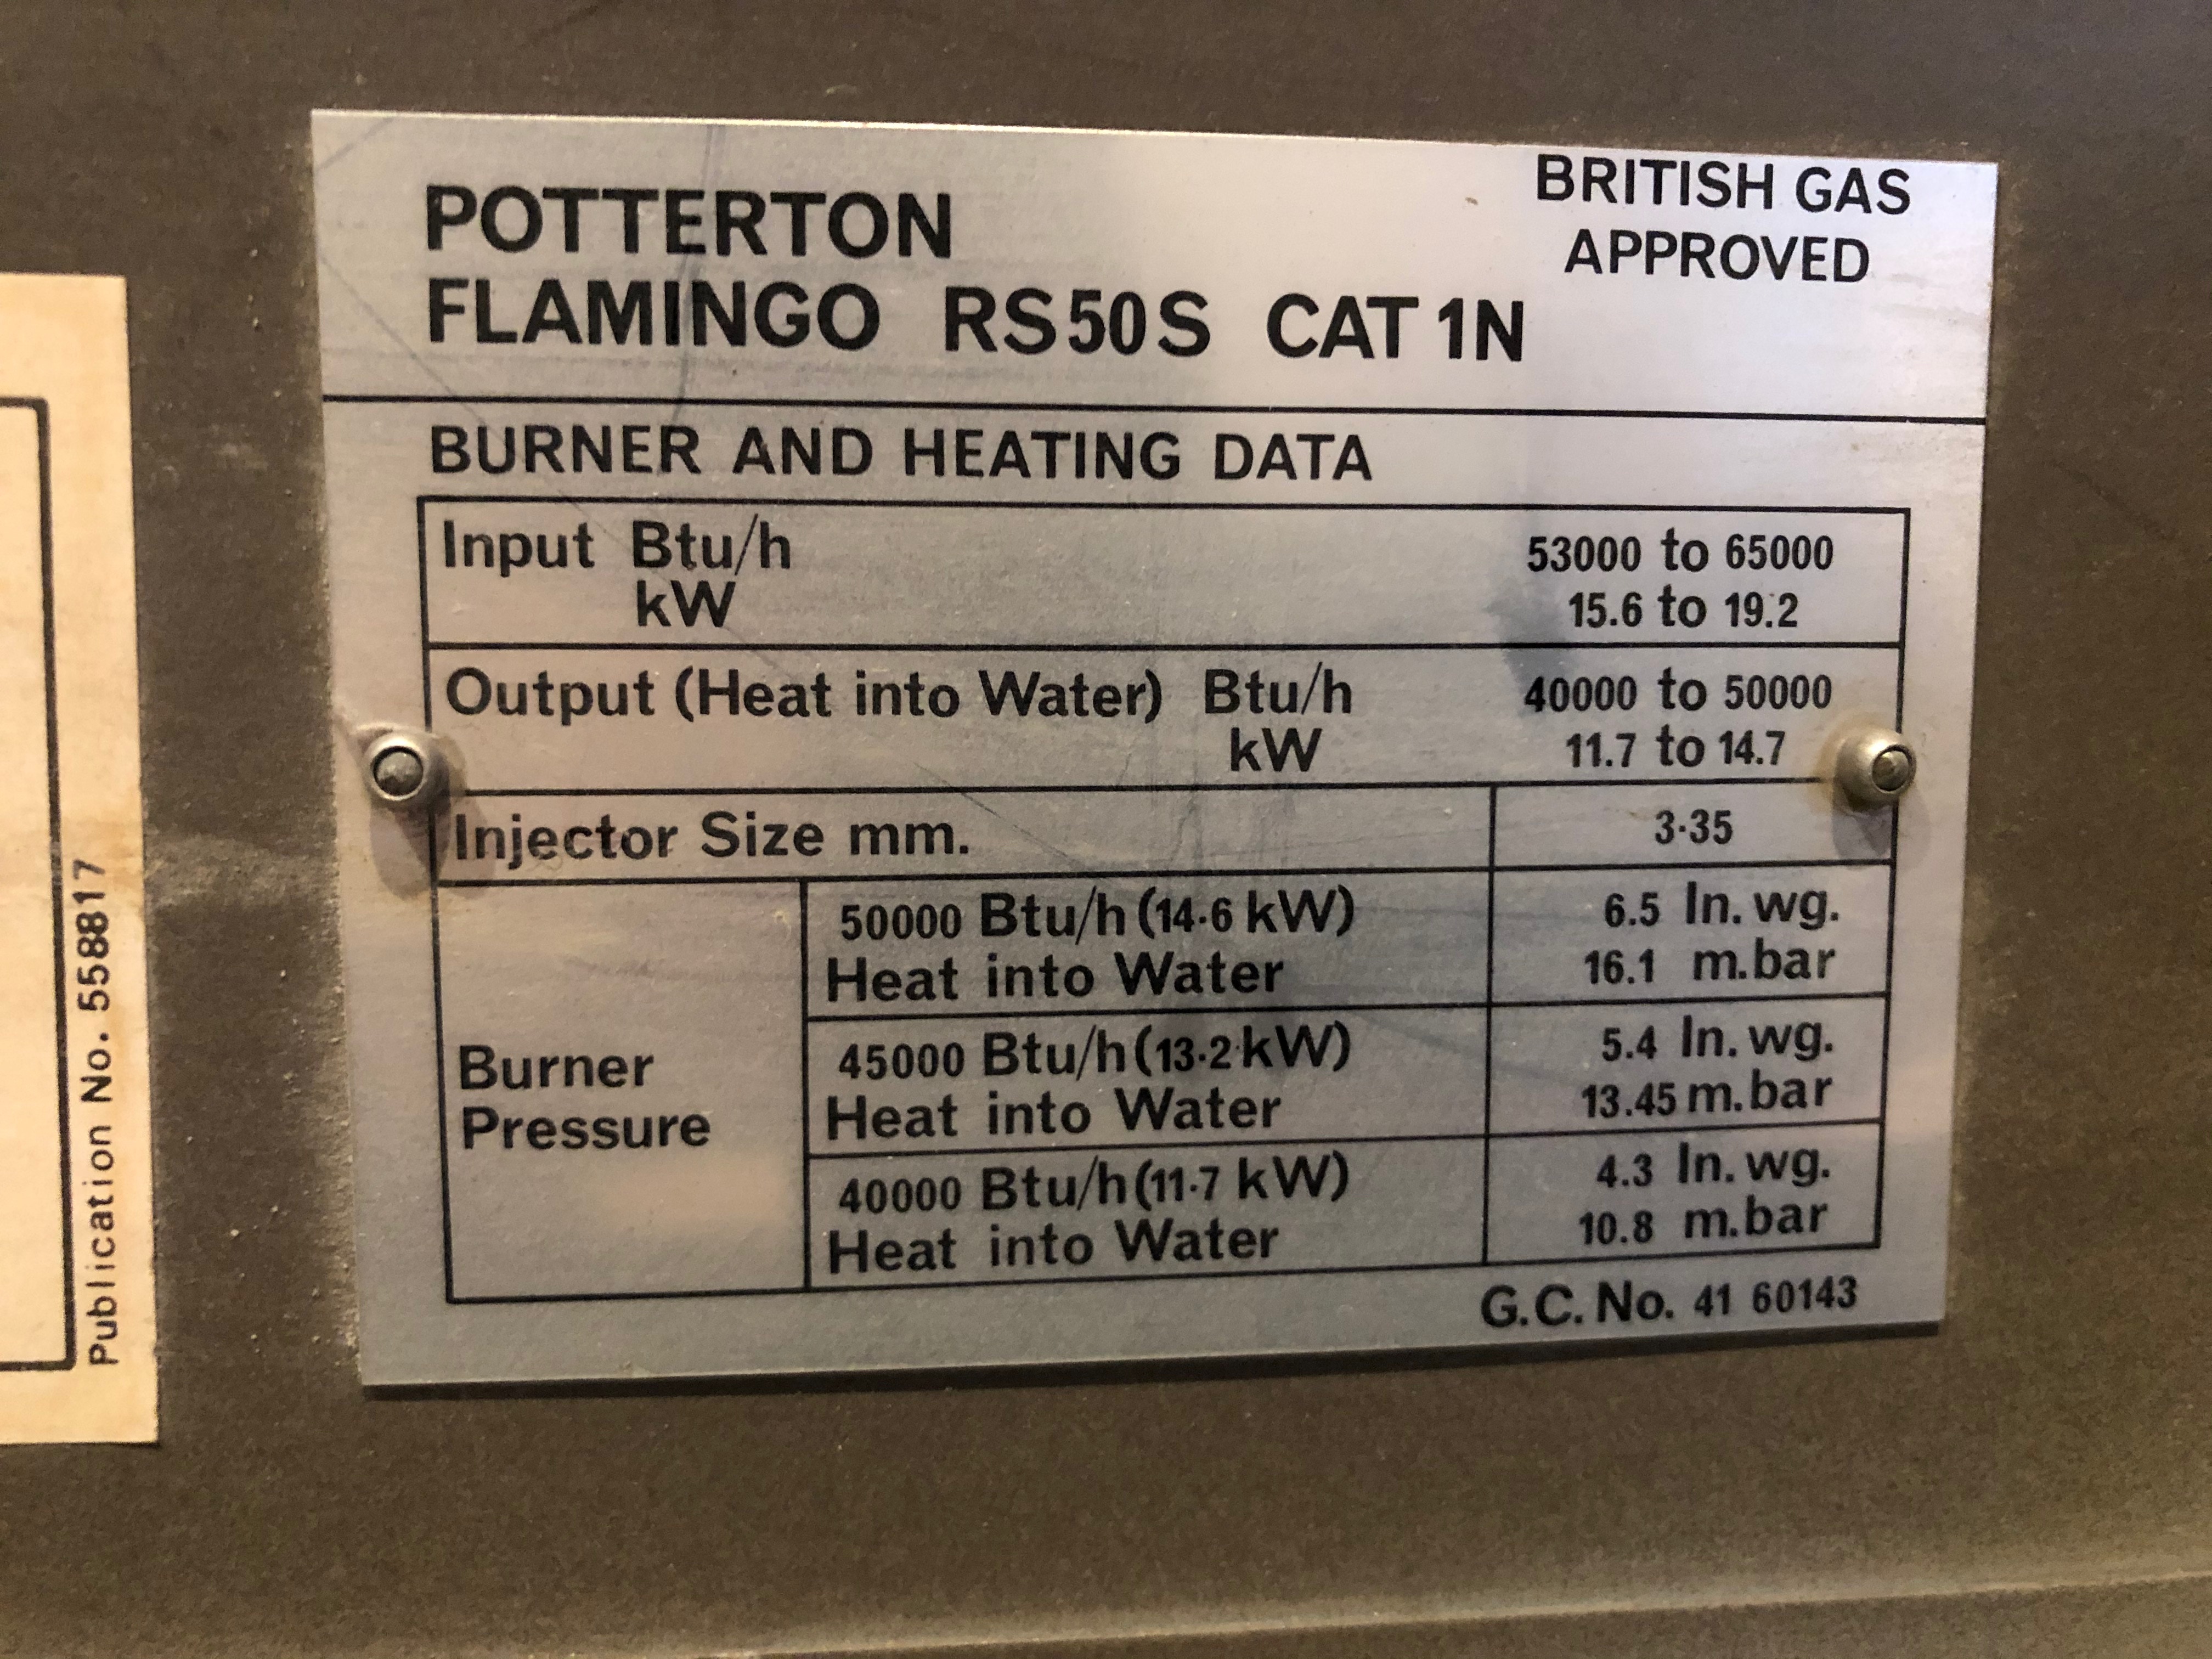 POTTERTON
FLAMINGO RS50S CAT 1N
BRITISH GAS
APPROVED
BURNER AND HEATING DATA
Input Btu/h 53000 to 65000
kW 15.6 to 19.2
Output (Heat into Water) Btu/h 40000 to 50000
kW 11.7 to 14.7
Injector Size mm. 3·35
Burner
Pressure
50000 Btu/h (14·6 kW) 6.5 In. wg.
Heat into Water 16.1 m.bar
45000 Btu/h (13·2 kW) 5.4 In. wg.
Heat into Water 13.45 m.bar
40000 Btu/h (11·7 kW) 4.3 In. wg.
Heat into Water 10.8 m.bar
G.C. No. 41 60143
Publication No. 558817